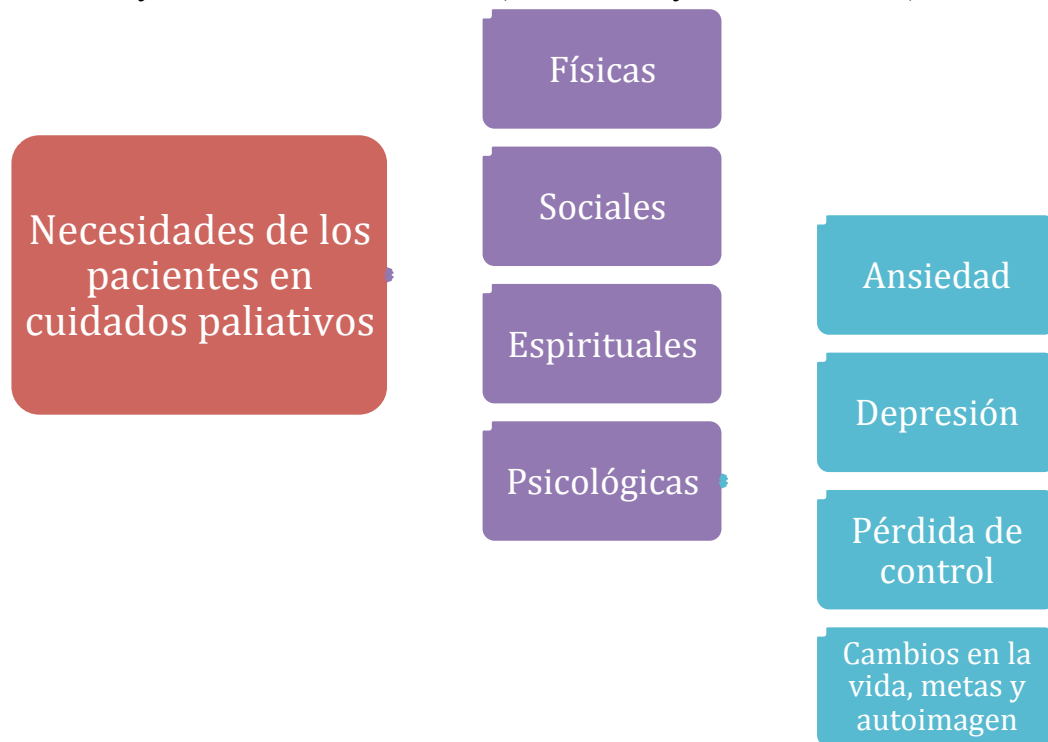 Necesidades de los
pacientes en
cuidados paliativos
Físicas
Sociales
Espirituales
Psicológicas
Ansiedad
Depresión
Pérdida de
control
Cambios en la
vida, metas y
autoimagen